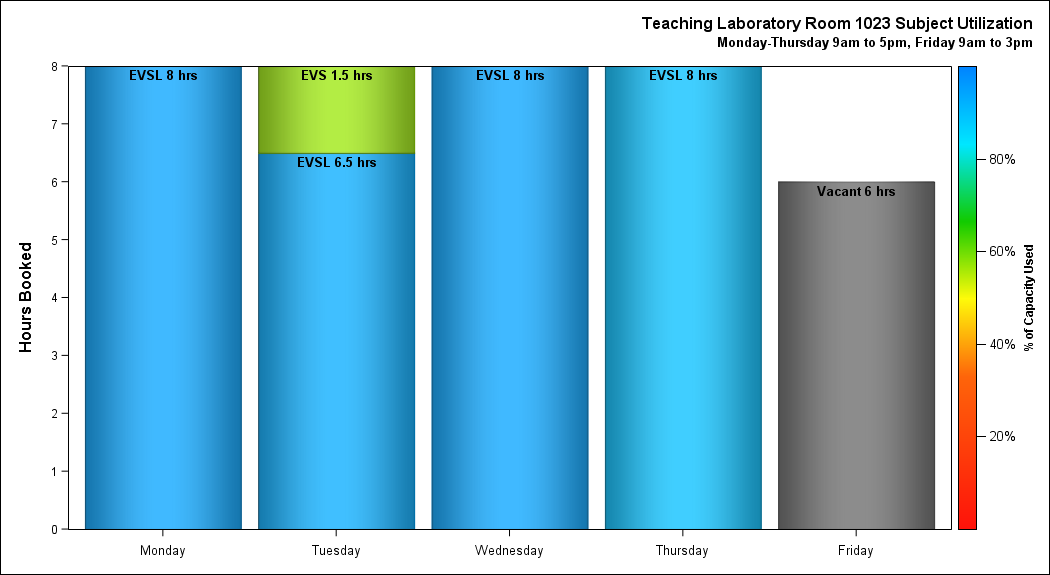 Teaching Laboratory Room 1023 Subject Utilization
Monday-Thursday 9am to 5pm, Friday 9am to 3pm
Hours Booked
8
7
6
5
4
3
2
1
0
EVSL 8 hrs
EVS 1.5 hrs
EVSL 6.5 hrs
EVSL 8 hrs
EVSL 8 hrs
Vacant 6 hrs
Monday
Tuesday
Wednesday
Thursday
Friday
80%
60%
40%
20%
% of Capacity Used